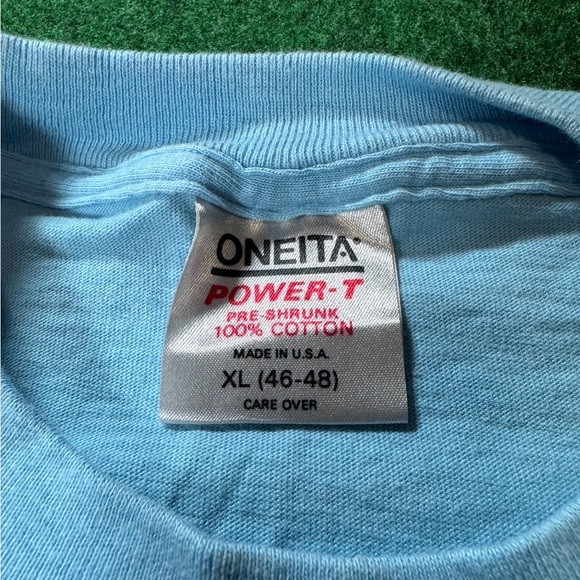 ONEITA®
POWER-T
PRE-SHRUNK
100% COTTON
MADE IN U.S.A.
XL (46-48)
CARE OVER